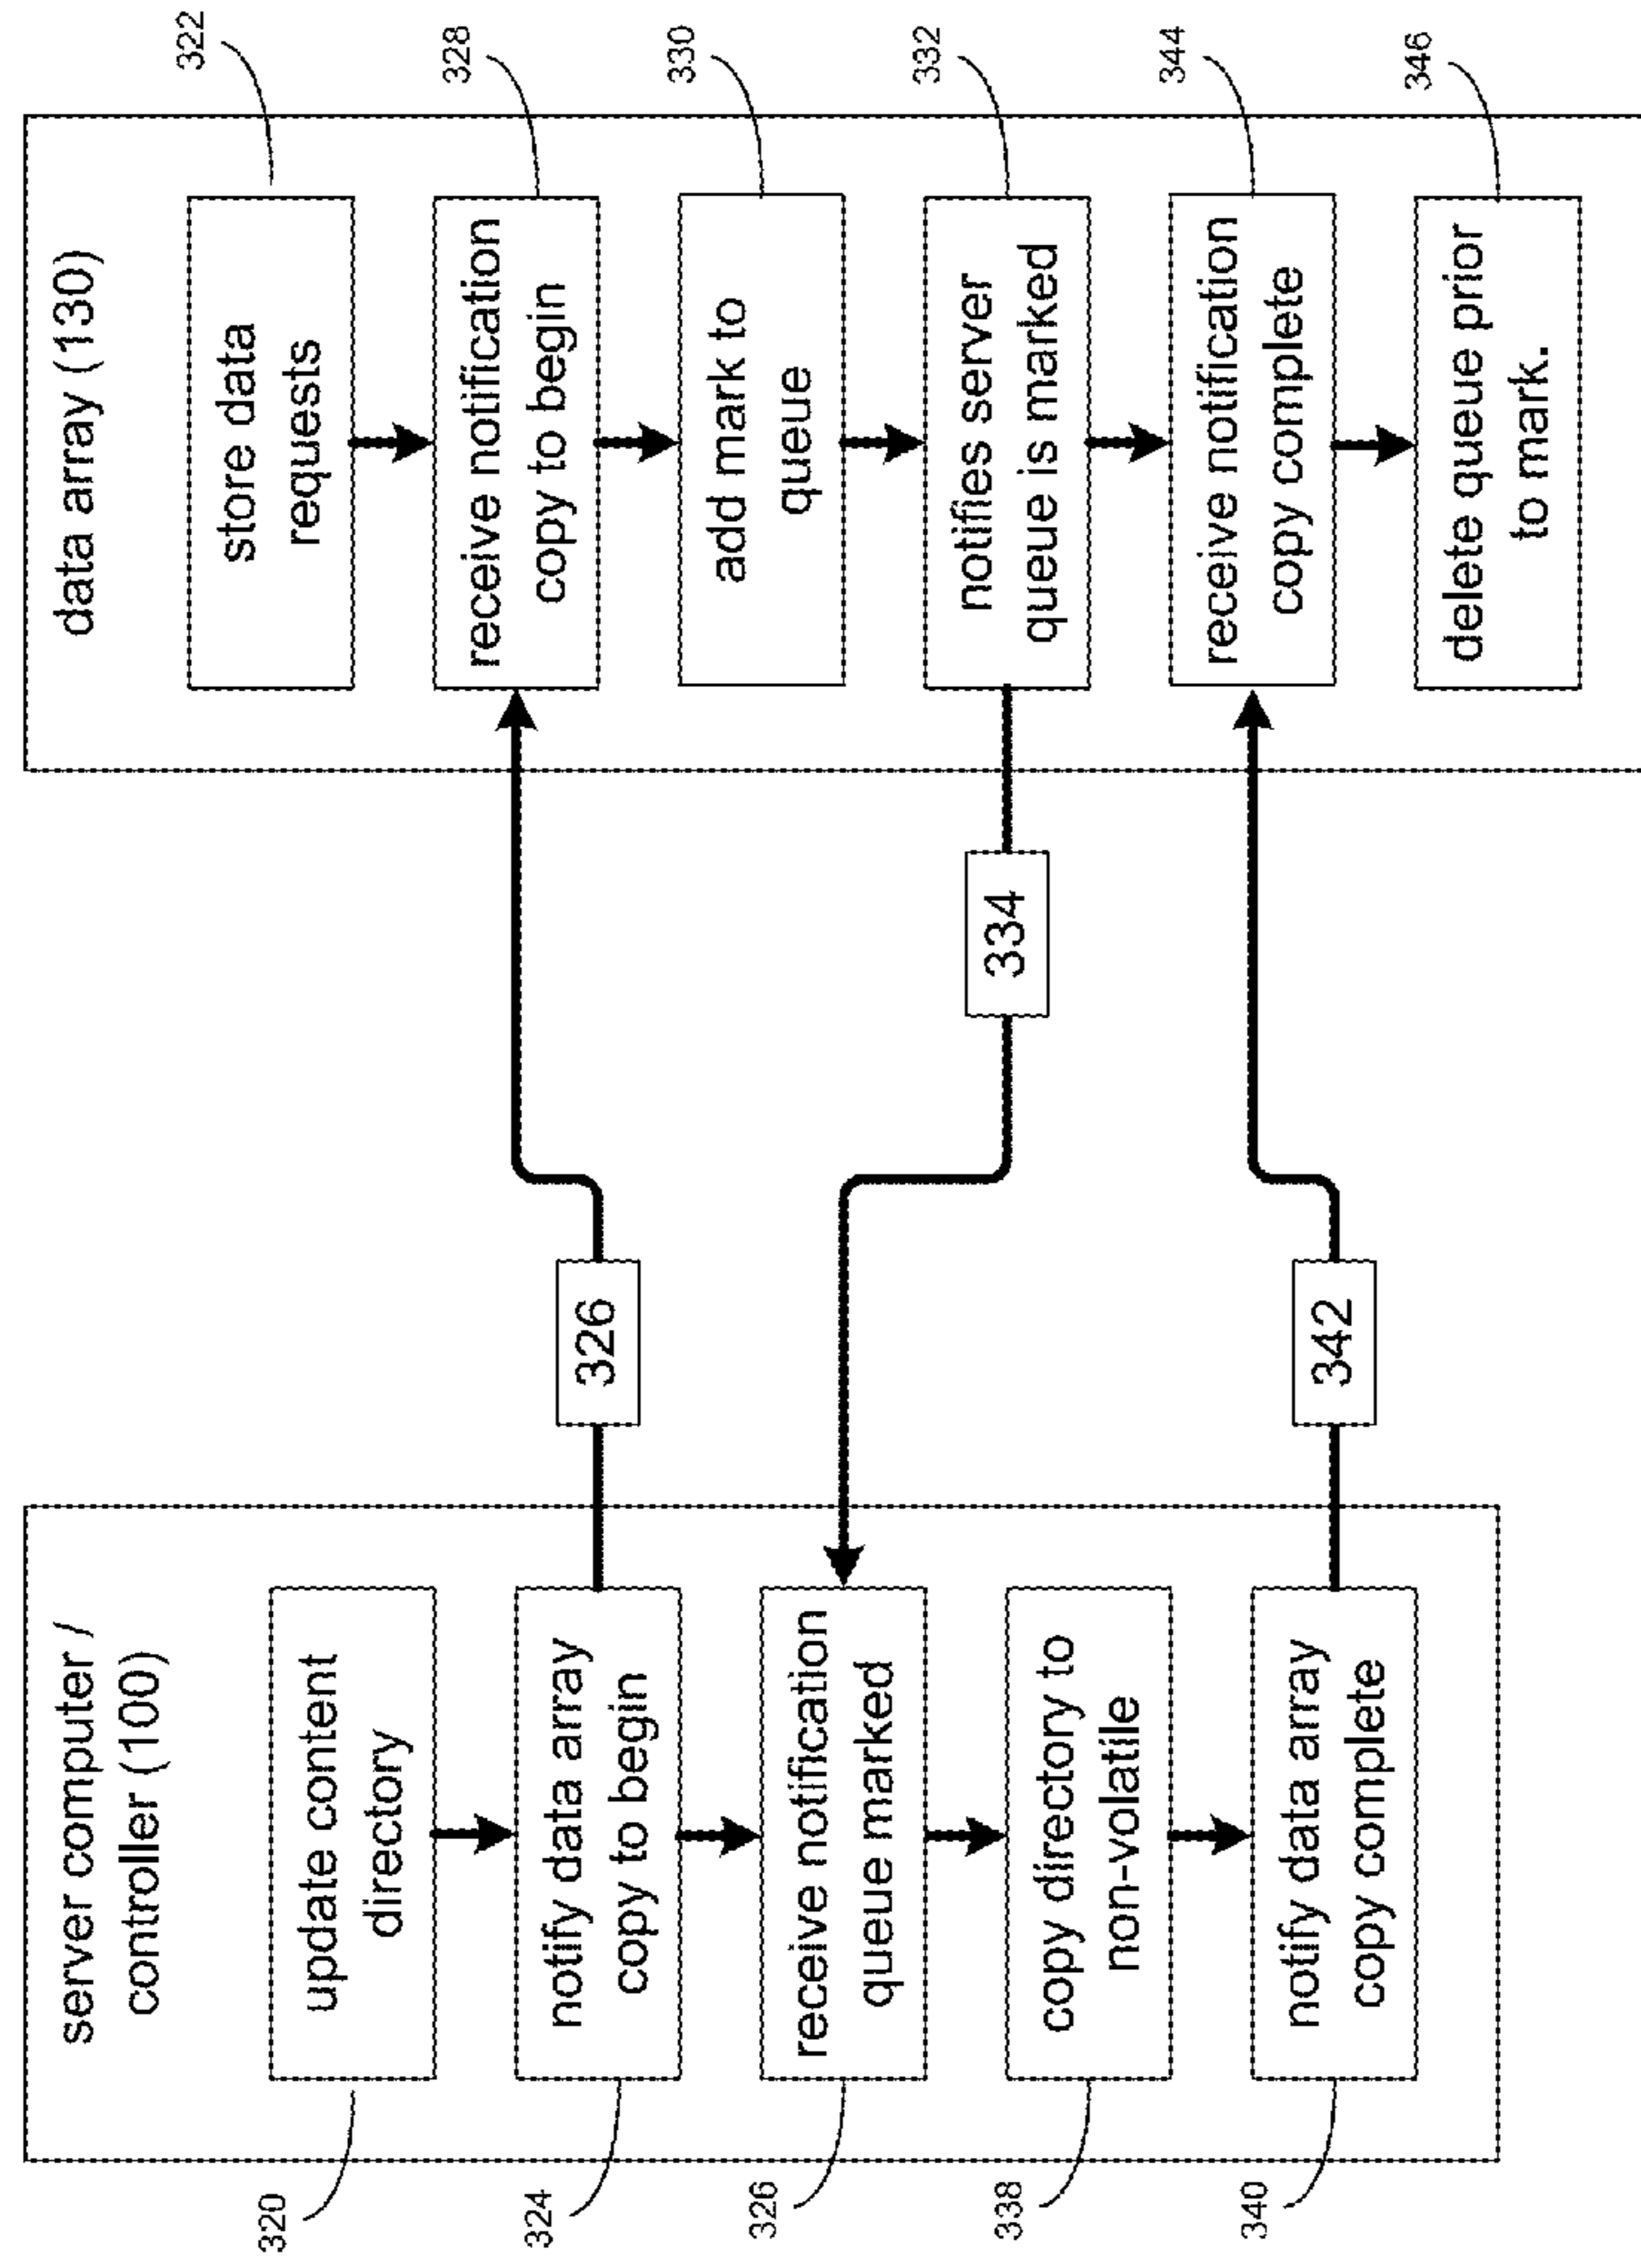 server computer /
controller (100)
320
update content
directory
324
notify data array
copy to begin
326
receive notification
queue marked
338
copy directory to
non-volatile
340
notify data array
copy complete
326
334
342
data array (130)
322
store data
requests
328
receive notification
copy to begin
330
add mark to
queue
332
notifies server
queue is marked
344
receive notification
copy complete
346
delete queue prior
to mark.